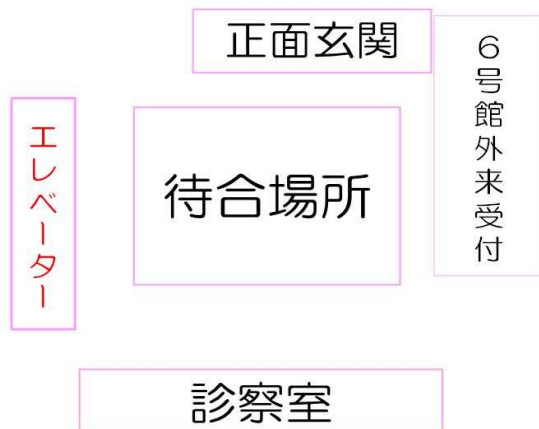 正面玄関
6号館外来受付
エレベーター
待合場所
診察室